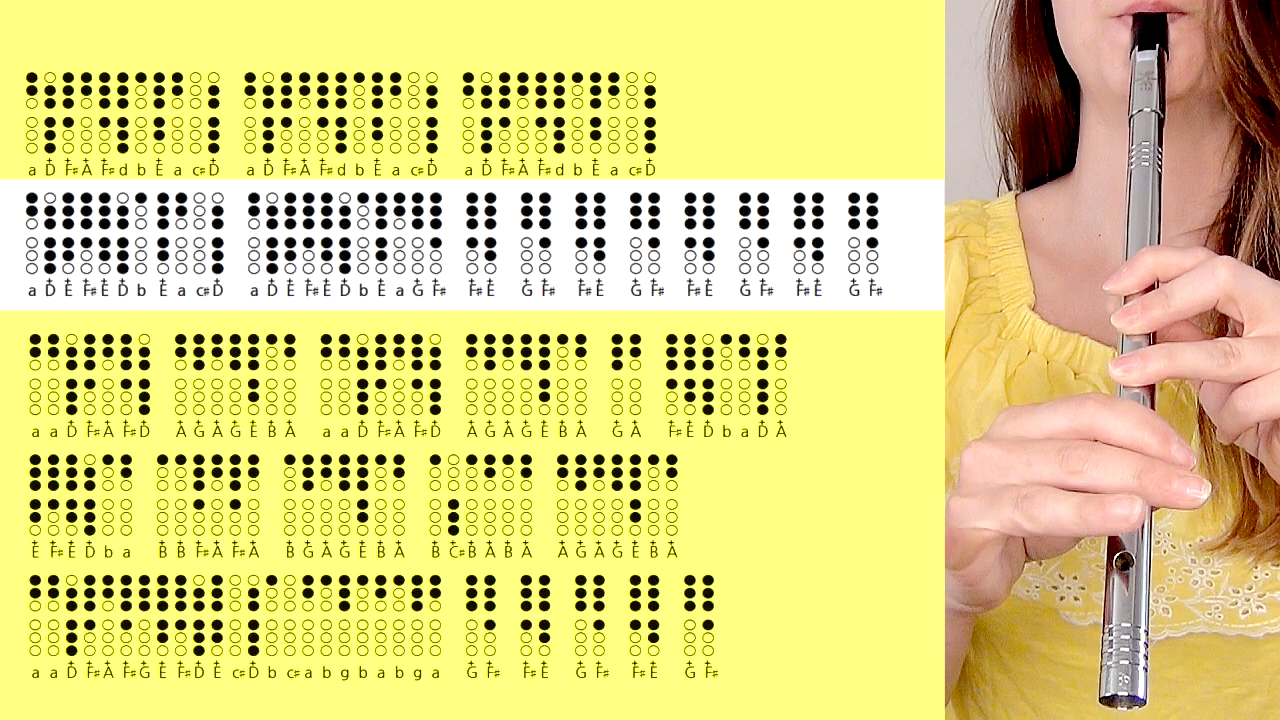 a D F♯ A F♯ d b E a c♯ D a D F♯ A F♯ d b E a c♯ D a D F♯ A F♯ d b E a c♯ D
a D E F♯ E D b E a c♯ D a D E F♯ E D b E a G F♯ F♯ E G F♯ F♯ E G F♯ F♯ E G F♯ F♯ E G F♯
a a D F♯ A F♯ D A G A G E B A a a D F♯ A F♯ D A G A G E B A G A F♯ E D b a D A
E F♯ E D b a B B F♯ A F♯ A B G A G E B A B C♯ B A B A A G A G E B A
a a D F♯ A F♯ G E F♯ D E c♯ D b c♯ a b g b a b g a G F♯ F♯ E G F♯ F♯ E G F♯